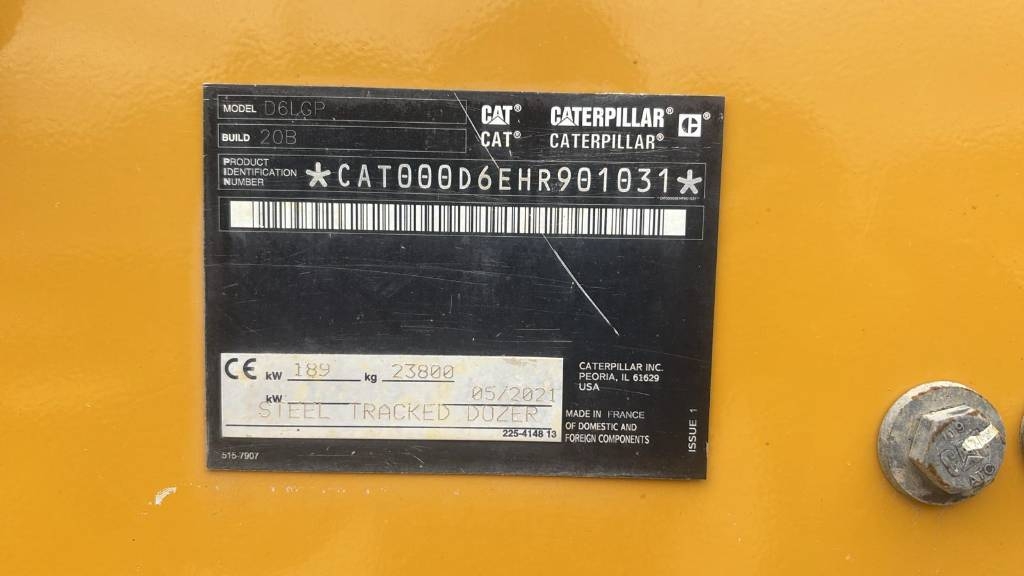 MODEL D6LGP
CAT® CATERPILLAR® C®
BUILD 20B
CAT® CATERPILLAR®
PRODUCT
IDENTIFICATION
NUMBER
*CAT000D6EHR901031*
CE kW 189 kg 23800
kW 05/2021
STEEL TRACKED DOZER
225-4148 13
CATERPILLAR INC.
PEORIA, IL 61629
USA
MADE IN FRANCE
OF DOMESTIC AND
FOREIGN COMPONENTS
ISSUE 1
515-7907